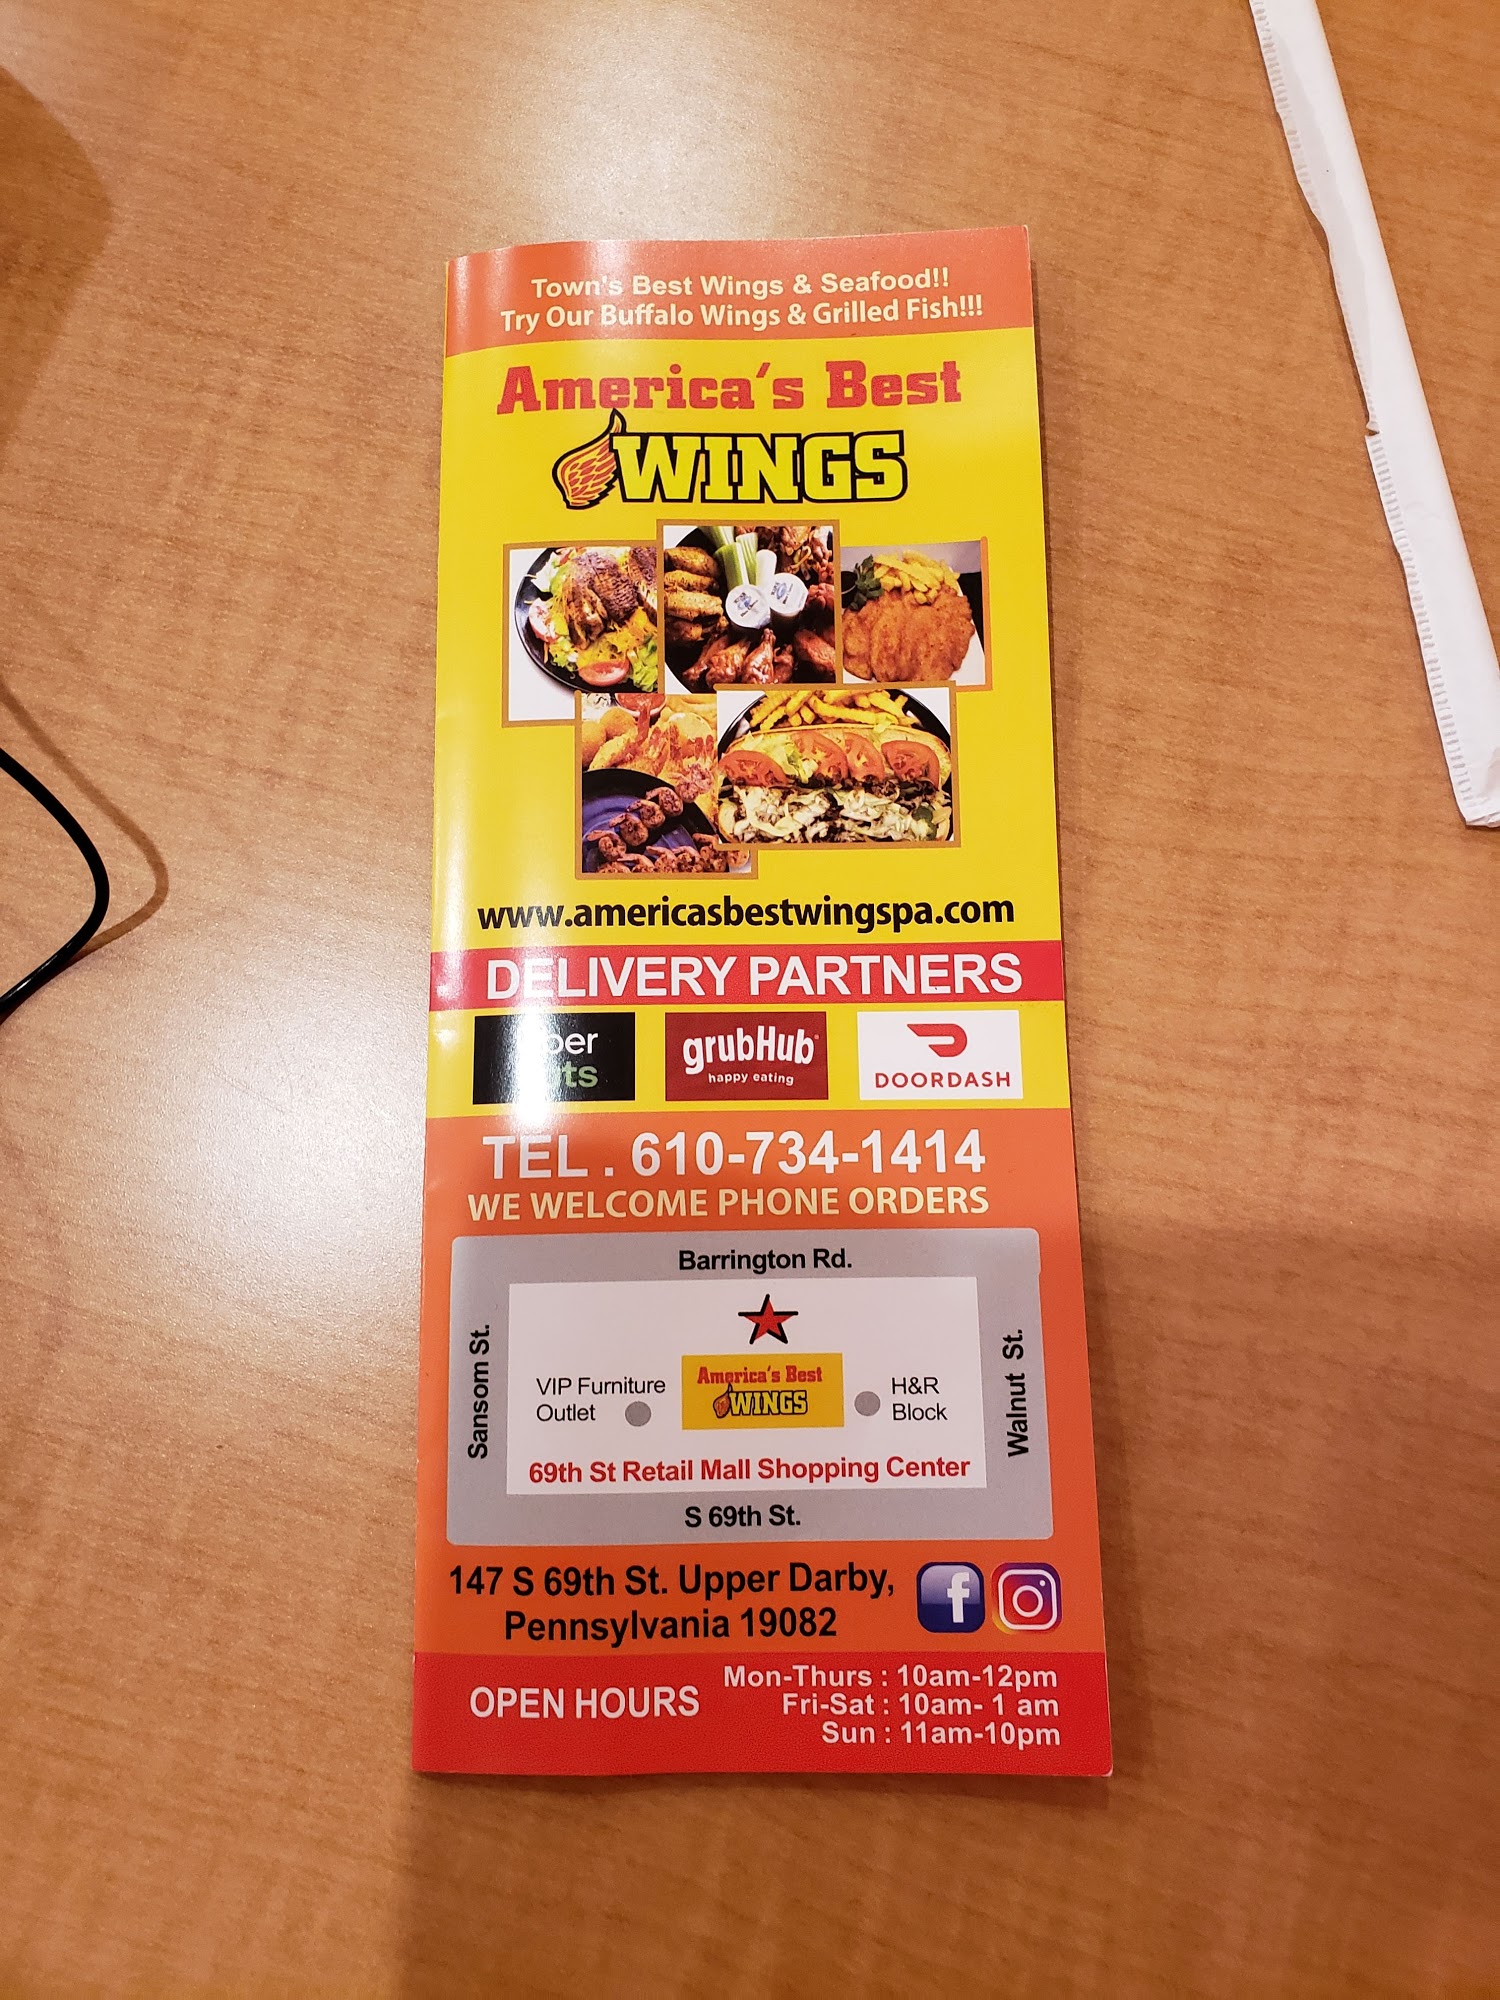 Town's Best Wings & Seafood!!
Try Our Buffalo Wings & Grilled Fish!!!
America's Best
WINGS
www.americasbestwingspa.com
DELIVERY PARTNERS
grubHub
happy eating
DOORDASH
TEL . 610-734-1414
WE WELCOME PHONE ORDERS
Barrington Rd.
Sansom St.
Walnut St.
VIP Furniture
Outlet
America's Best
WINGS
H&R
Block
69th St Retail Mall Shopping Center
S 69th St.
147 S 69th St. Upper Darby,
Pennsylvania 19082
f
OPEN HOURS
Mon-Thurs : 10am-12pm
Fri-Sat : 10am- 1 am
Sun : 11am-10pm